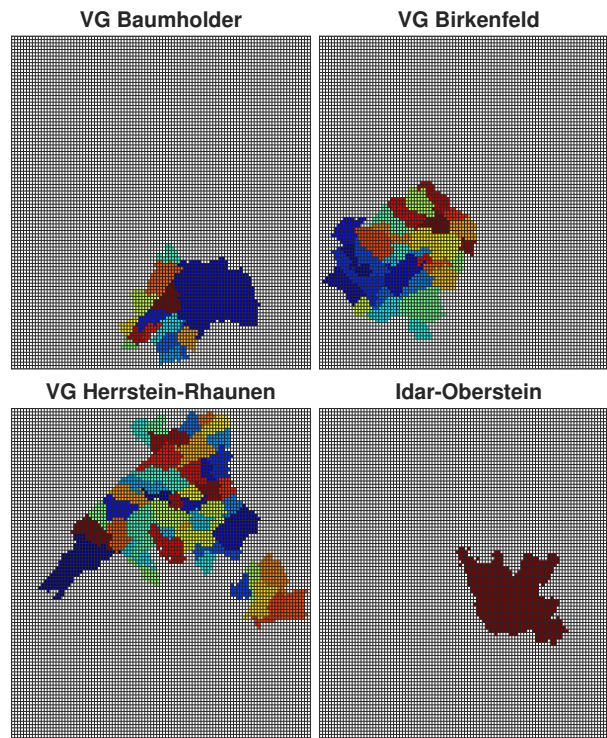 VG Baumholder
VG Birkenfeld
VG Herrstein-Rhaunen
Idar-Oberstein